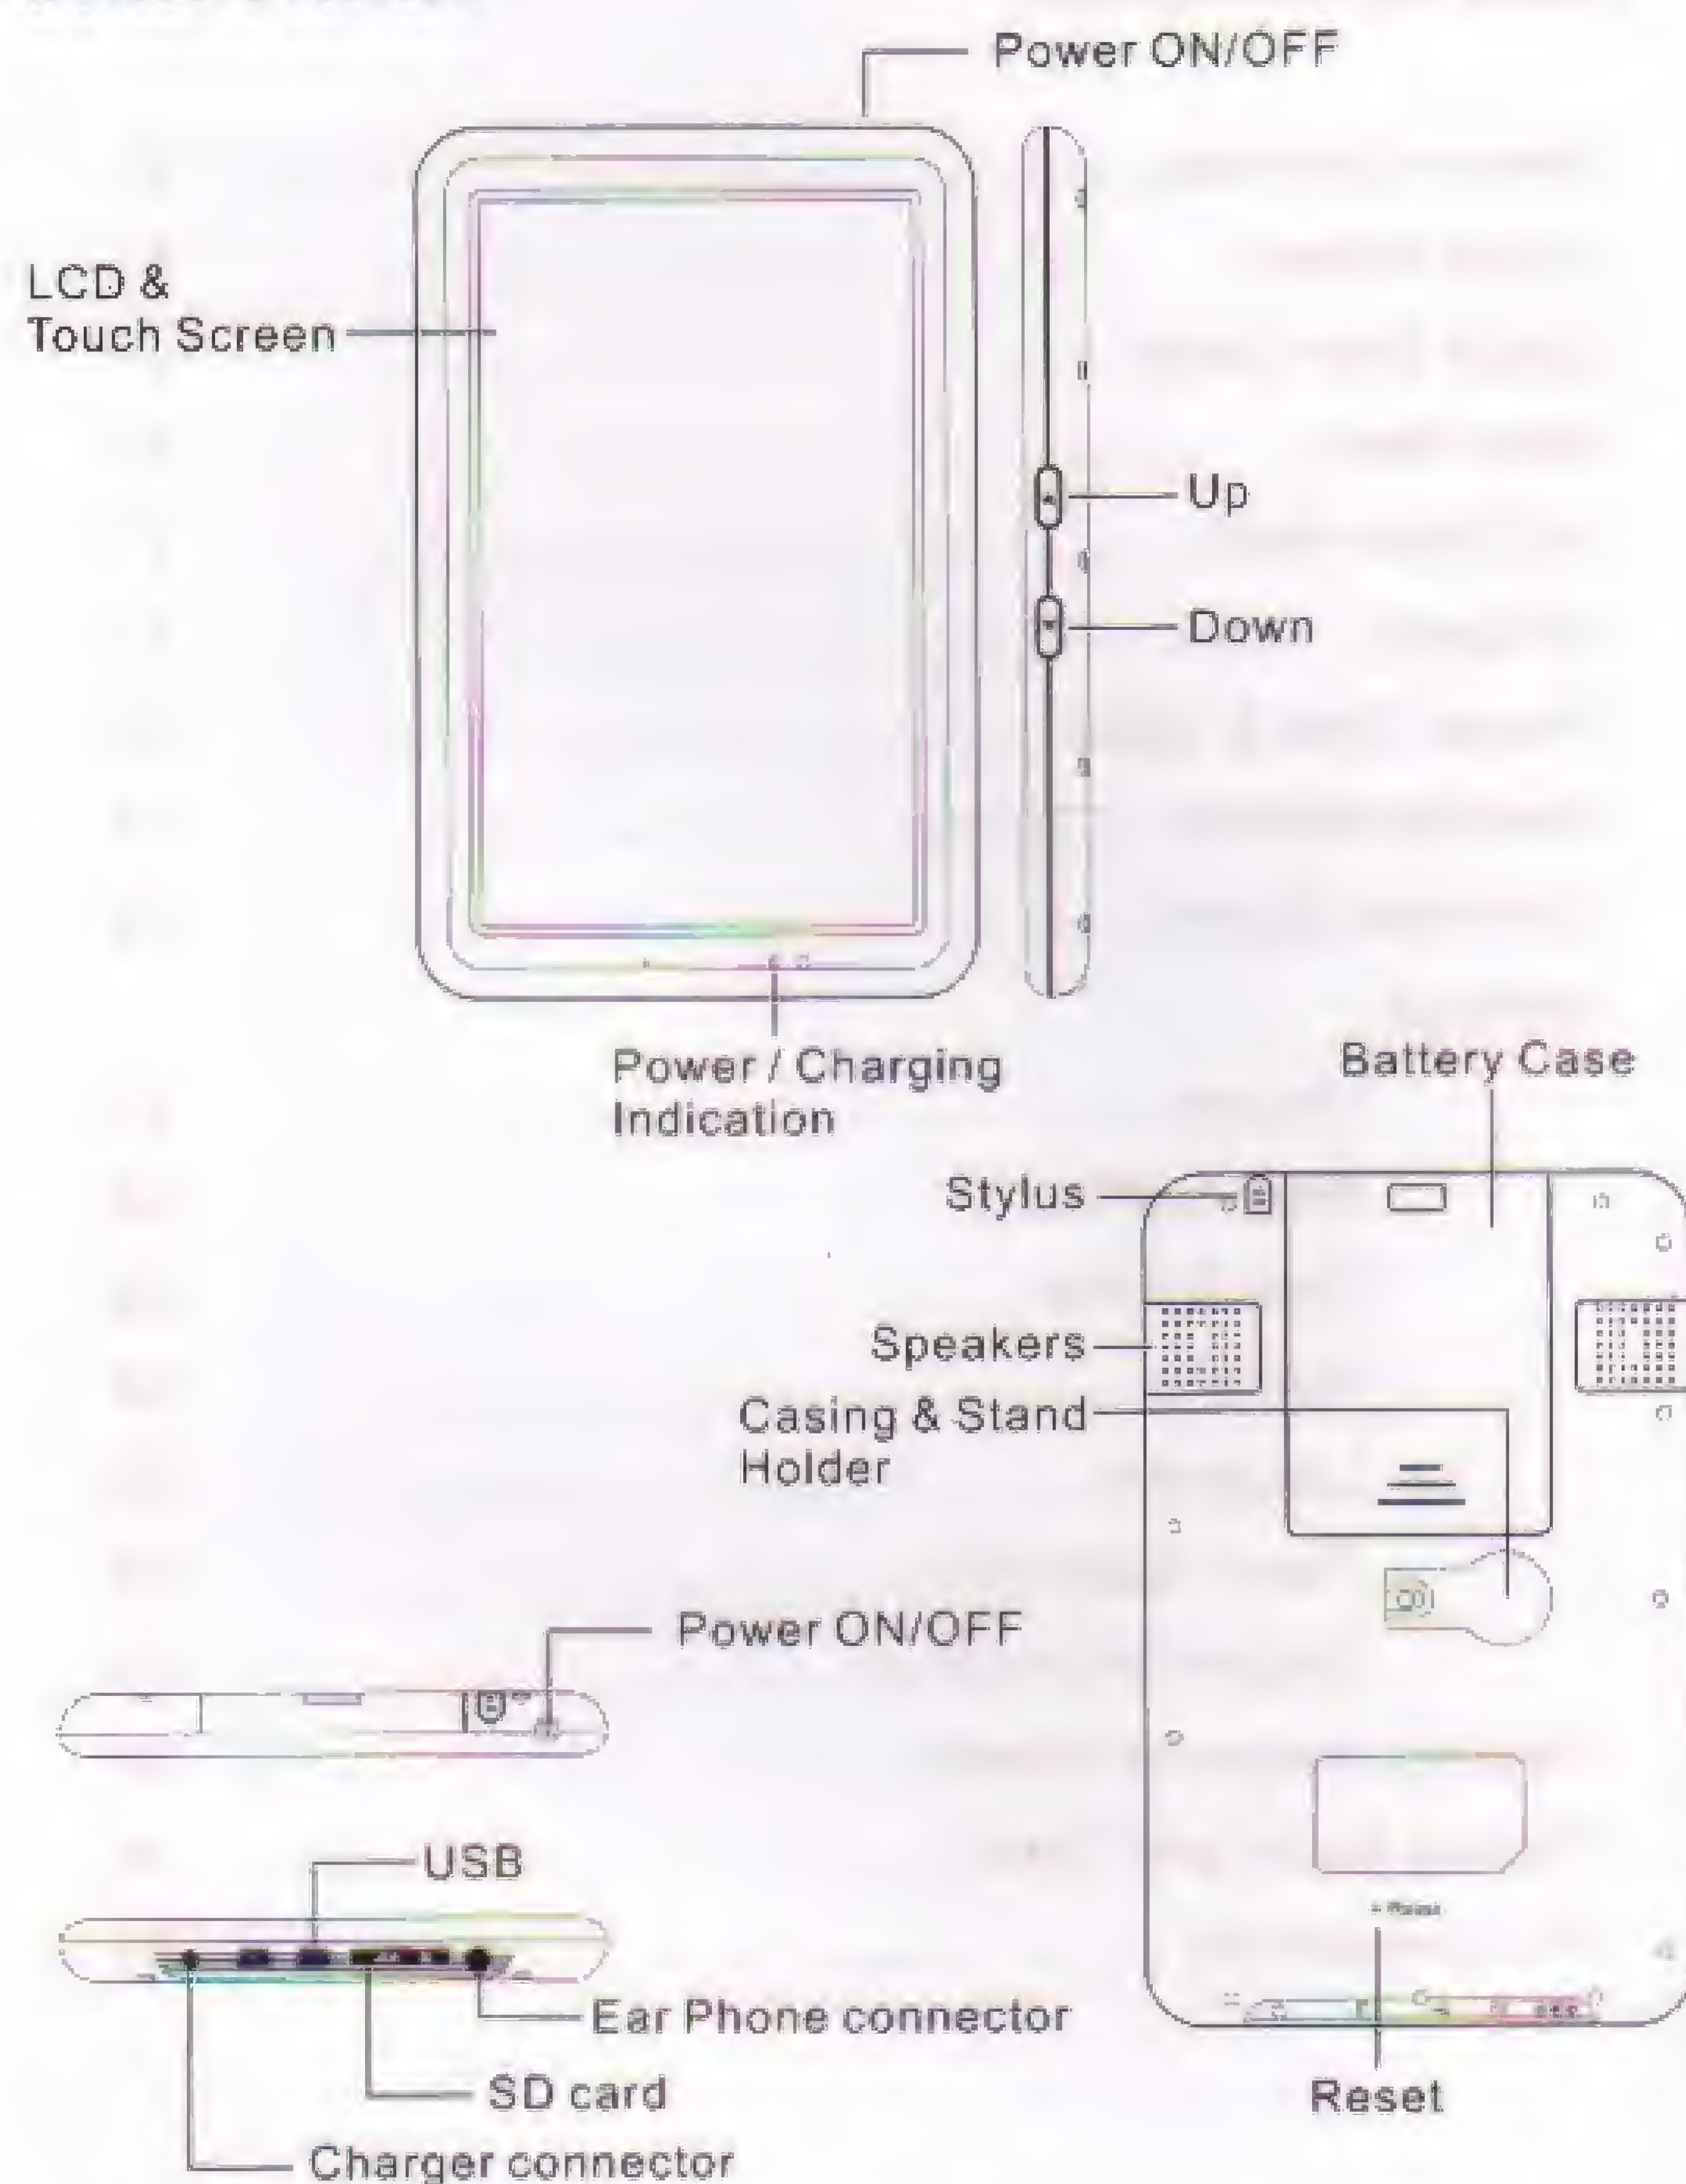 Power ON/OFF
LCD &
Touch Screen
Up
Down
Power / Charging
Indication
Battery Case
Stylus
Speakers
Casing & Stand
Holder
Power ON/OFF
USB
Ear Phone connector
SD card
Reset
Charger connector